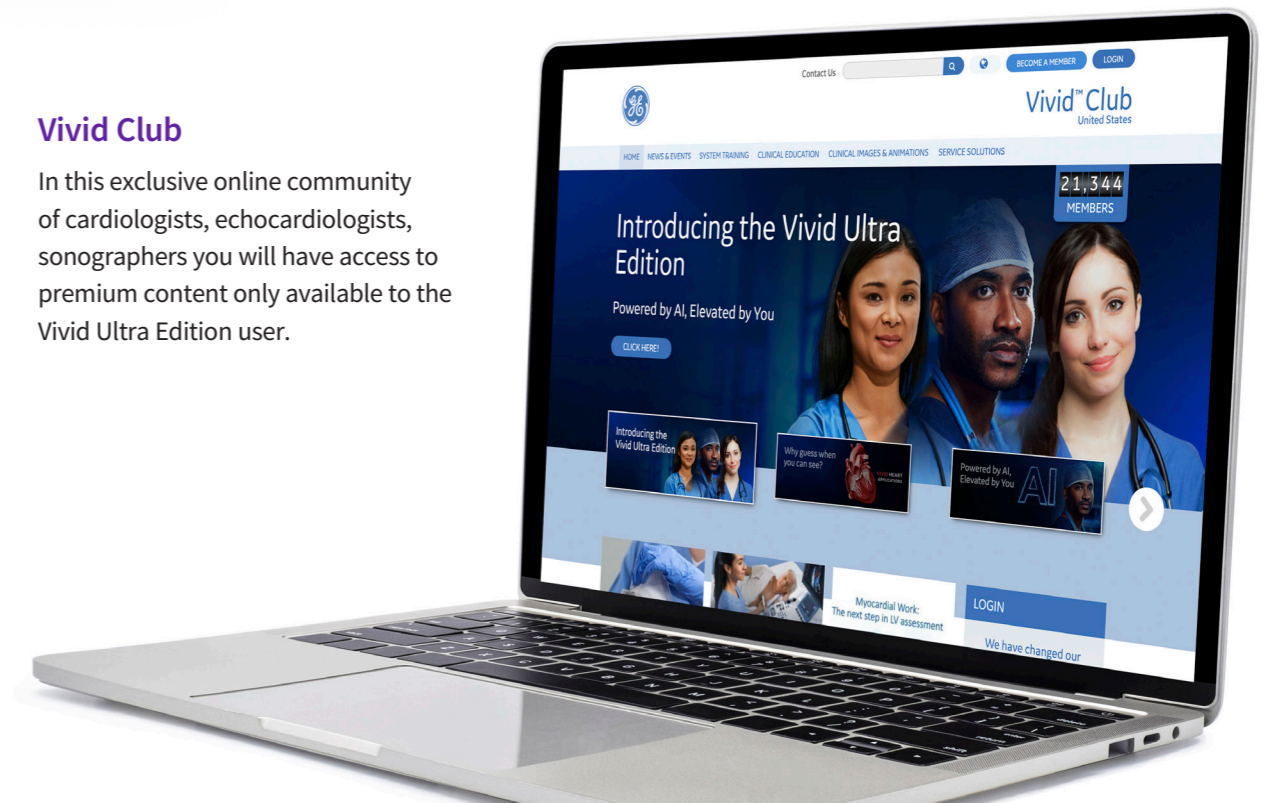 Vivid Club
In this exclusive online community
of cardiologists, echocardiologists,
sonographers you will have access to
premium content only available to the
Vivid Ultra Edition user.
Contact Us
BECOME A MEMBER
LOGIN
GE
Vivid™ Club
United States
HOME NEWS & EVENTS SYSTEM TRAINING CLINICAL EDUCATION CLINICAL IMAGES & ANIMATIONS SERVICE SOLUTIONS
21,344
MEMBERS
Introducing the Vivid Ultra
Edition
Powered by AI, Elevated by You
CLICK HERE!
Introducing the
Vivid Ultra Edition
Why guess when
you can see?
VIVID HEART
APPLICATIONS
Powered by AI,
Elevated by You
AI
Myocardial Work:
The next step in LV assessment
LOGIN
We have changed our